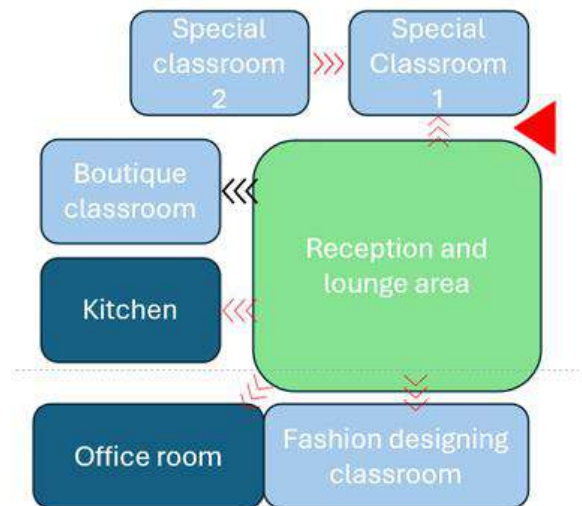 Special
classroom
2
Special
Classroom
1
Boutique
classroom
Reception and
lounge area
Kitchen
Office room
Fashion designing
classroom